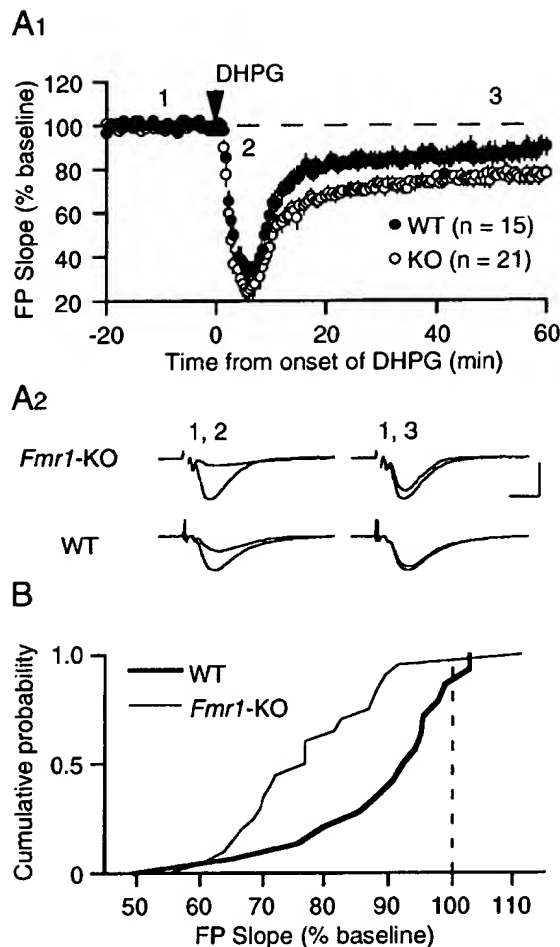 A1
DHPG
FP Slope (% baseline)
120
100
80
60
40
20
1
2
3
WT (n = 15)
KO (n = 21)
-20
0
20
40
60
Time from onset of DHPG (min)
A2
1, 2
1, 3
Fmr1-KO
WT
B
Cumulative probability
1.0
0.5
0
WT
Fmr1-KO
50
60
70
80
90
100
110
FP Slope (% baseline)